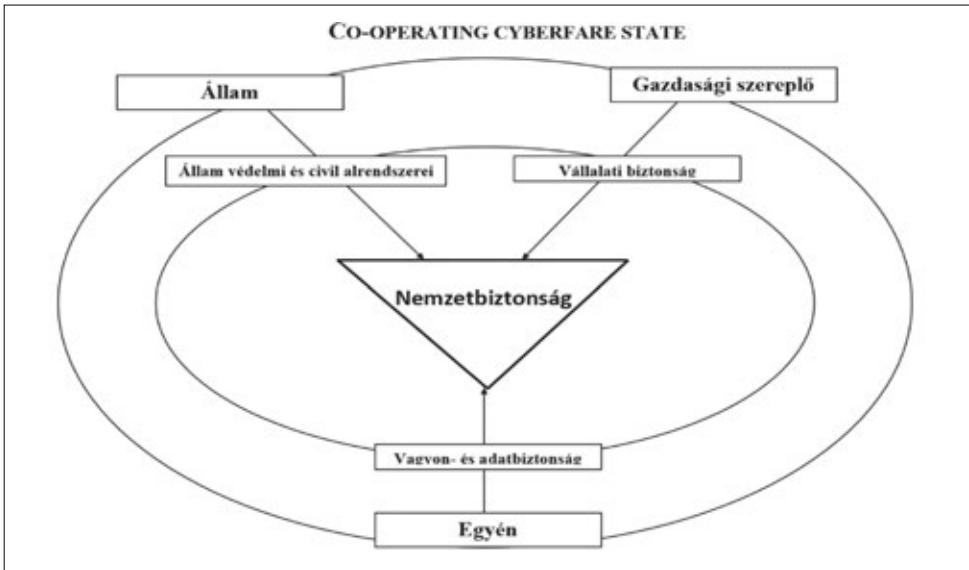 CO-OPERATING CYBERFARE STATE
Állam
Gazdasági szereplő
Állam védelmi és civil alrendszerei
Vállalati biztonság
Nemzetbiztonság
Vagyon- és adatbiztonság
Egyén